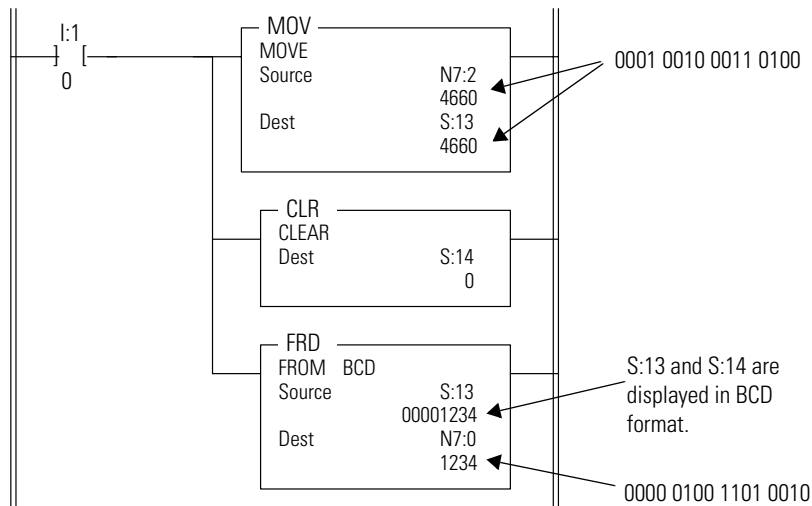 I:1
] [
0
MOV
MOVE
Source N7:2
4660
Dest S:13
4660
0001 0010 0011 0100
CLR
CLEAR
Dest S:14
0
FRD
FROM BCD
Source S:13
00001234
Dest N7:0
1234
S:13 and S:14 are
displayed in BCD
format.
0000 0100 1101 0010